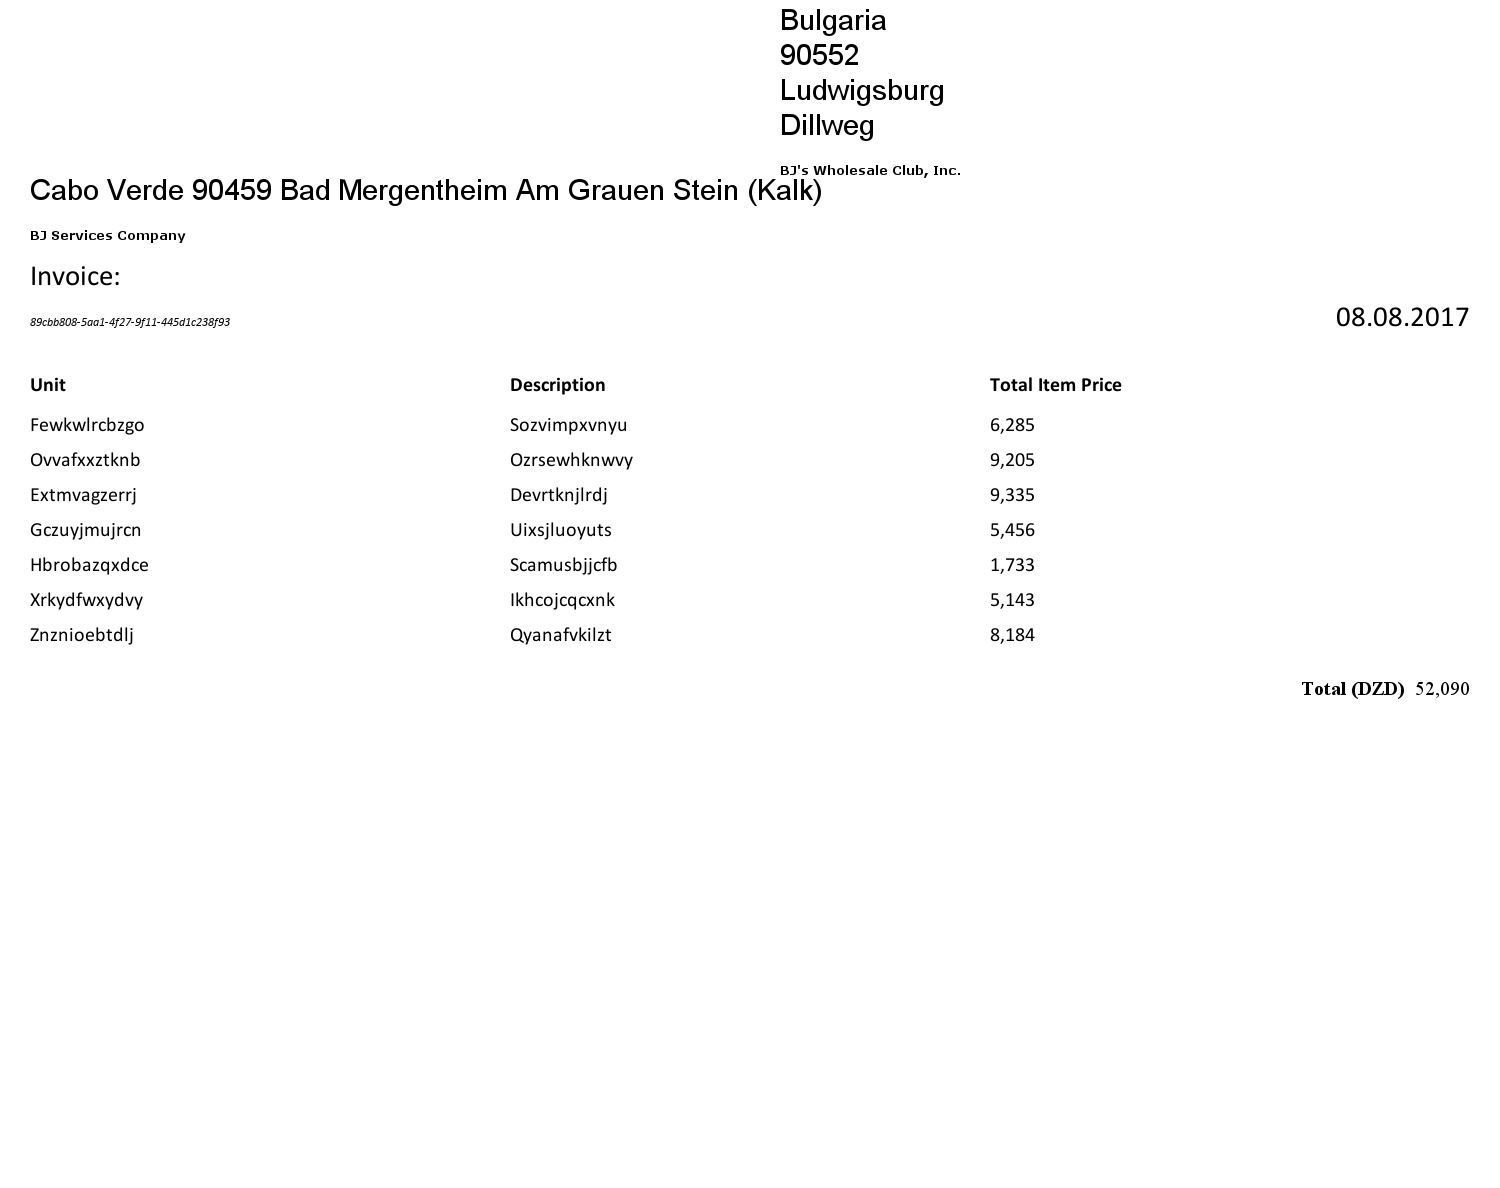 Bulgaria
90552
Ludwigsburg
Dillweg
BJ's Wholesale Club, Inc.
Cabo Verde 90459 Bad Mergentheim Am Grauen Stein (Kalk)
BJ Services Company
Invoice:
89cbb808-5aa1-4f27-9f11-445d1c238f93
08.08.2017
Unit Description Total Item Price
Fewkwlrcbzgo Sozvimpxvnyu 6,285
Ovvafxxztknb Ozrsewhknwvy 9,205
Extmvagzerrj Devrtknjlrdj 9,335
Gczuyjmujrcn Uixsjluoyuts 5,456
Hbrobazqxdce Scamusbjjcfb 1,733
Xrkydfwxydvy Ikhcojcqcxnk 5,143
Znznioebtdlj Qyanafvkilzt 8,184
Total (DZD) 52,090